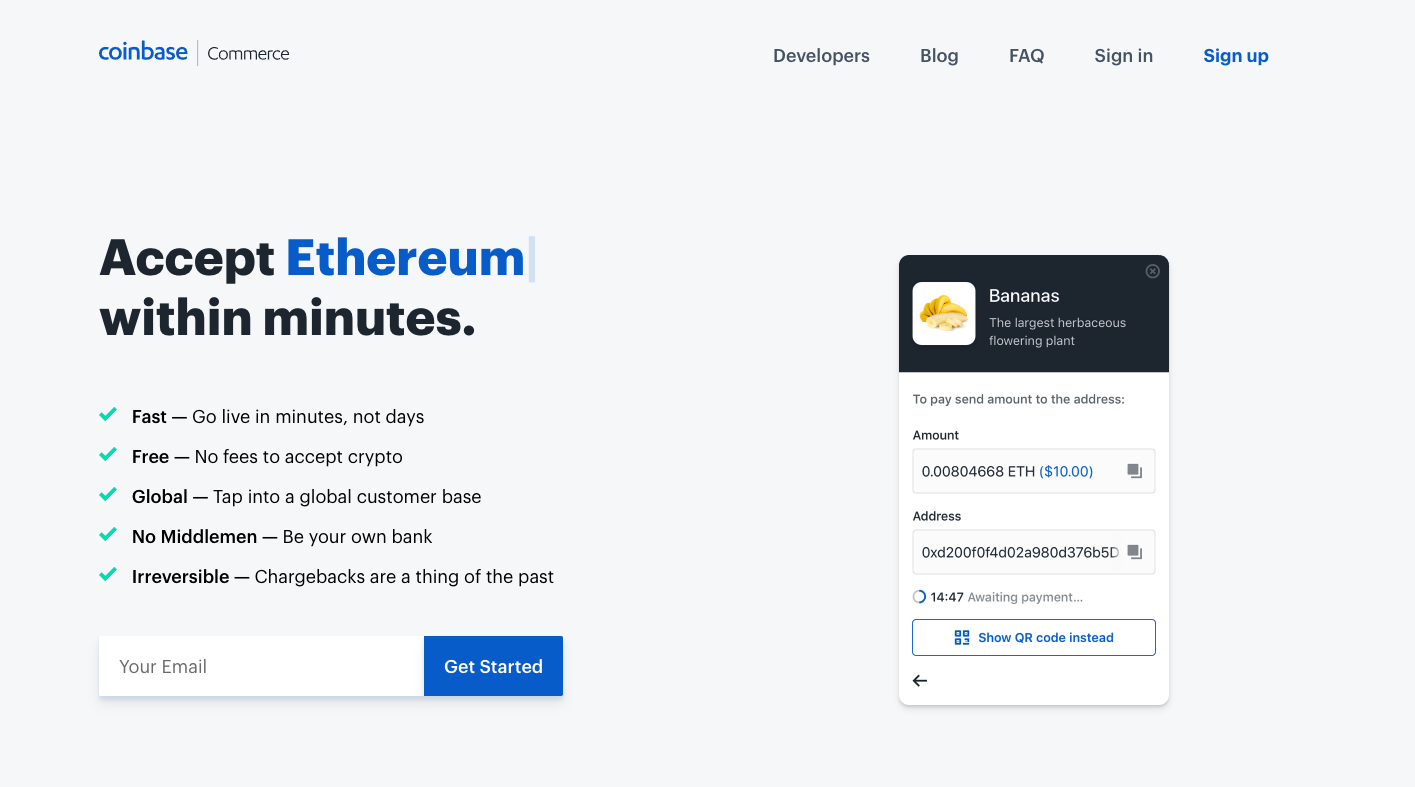 coinbase | Commerce
Developers
Blog
FAQ
Sign in
Sign up
Accept Ethereum
within minutes.
Fast — Go live in minutes, not days
Free — No fees to accept crypto
Global — Tap into a global customer base
No Middlemen — Be your own bank
Irreversible — Chargebacks are a thing of the past
Your Email
Get Started
Bananas
The largest herbaceous
flowering plant
To pay send amount to the address:
Amount
0.00804668 ETH ($10.00)
Address
0xd200f0f4d02a980d376b5D
14:47 Awaiting payment...
Show QR code instead